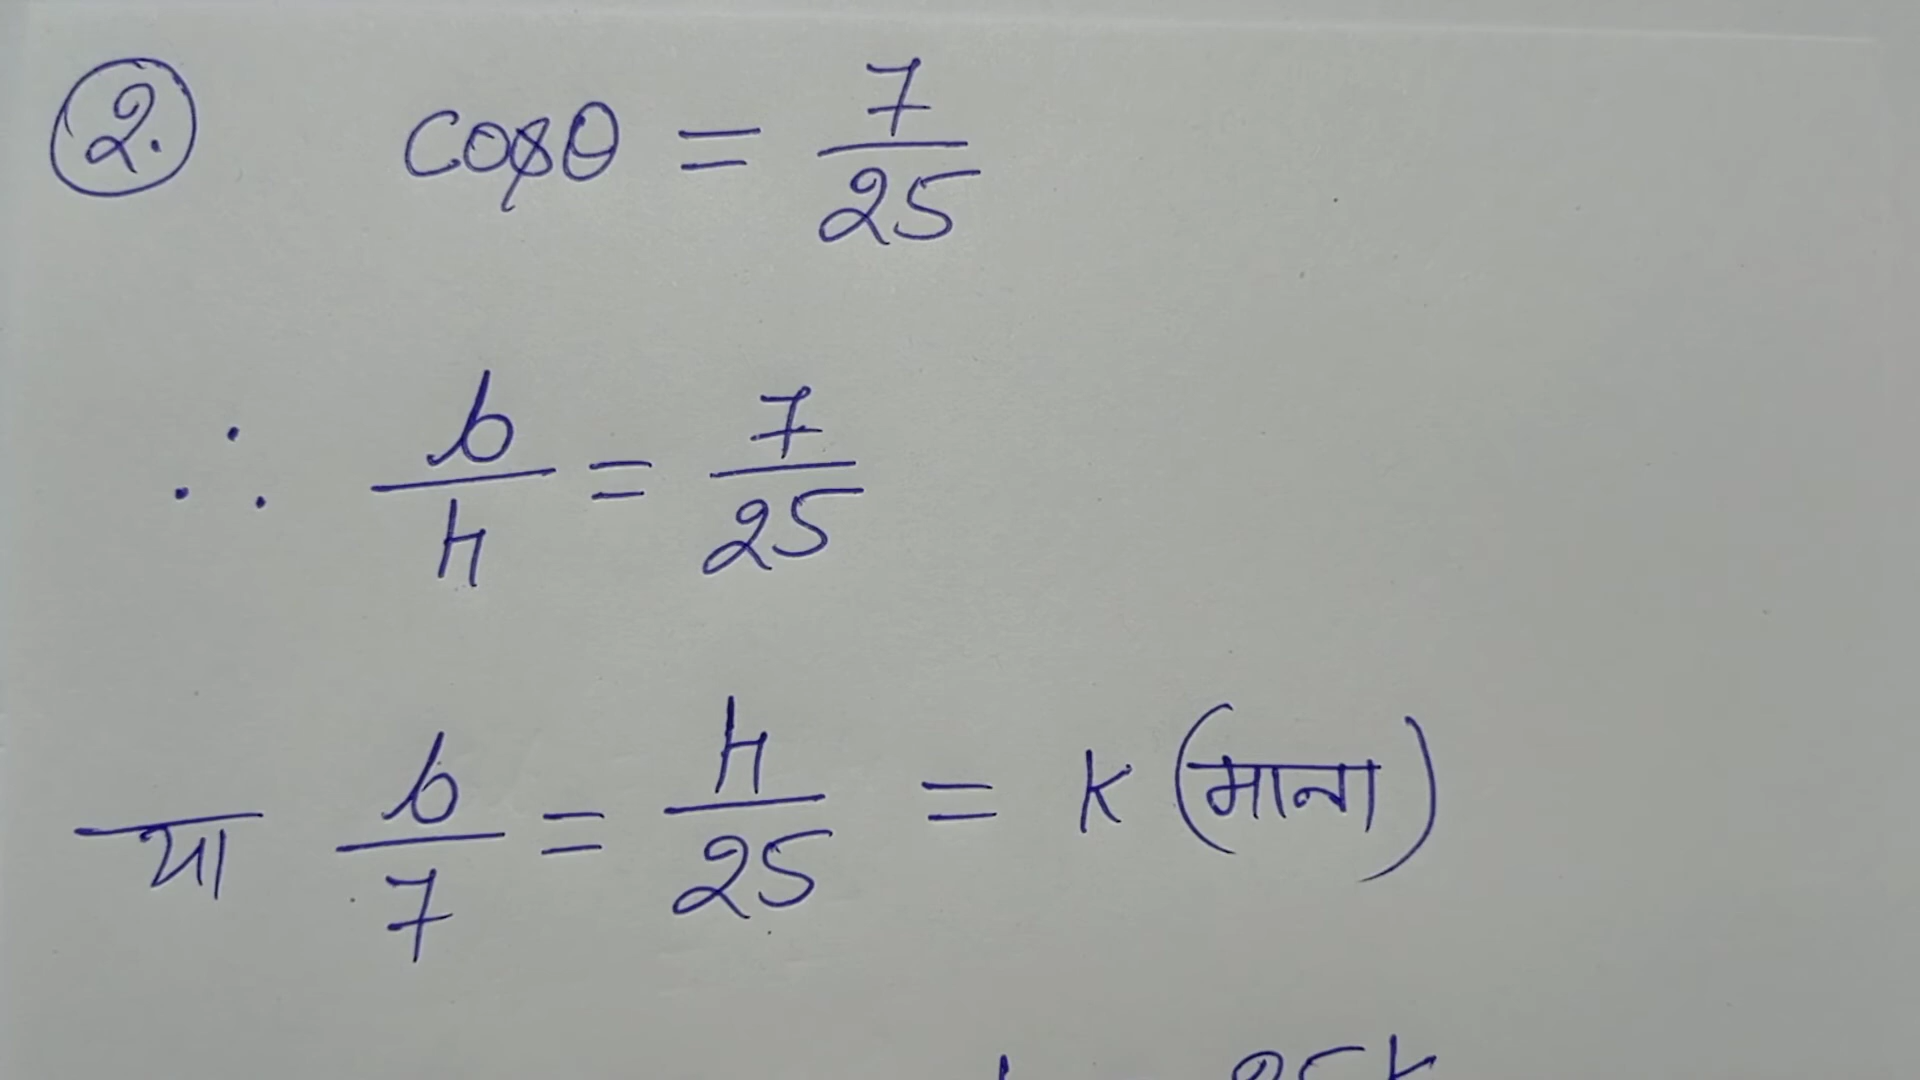 2. cosθ = 7/25
∴ b/h = 7/25
या b/7 = h/25 = k (माना)